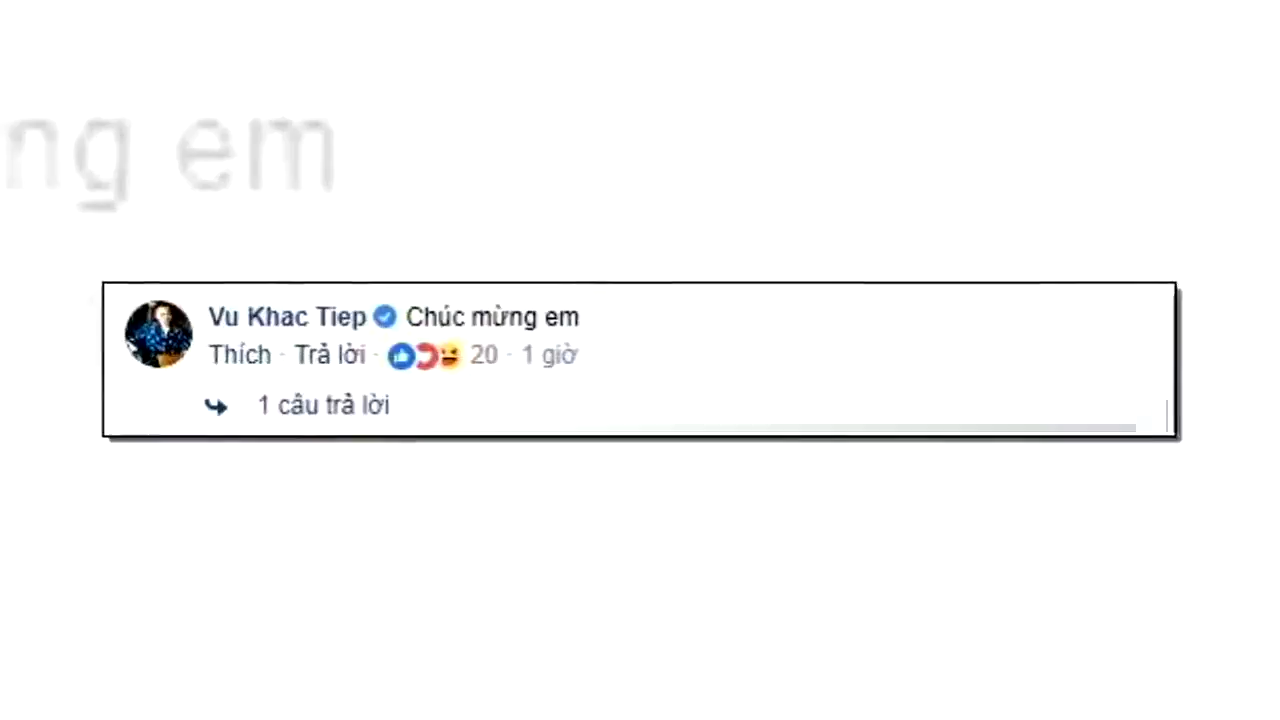 ng em
Vu Khac Tiep Chúc mừng em
Thích · Trả lời · 20 · 1 giờ
1 câu trả lời